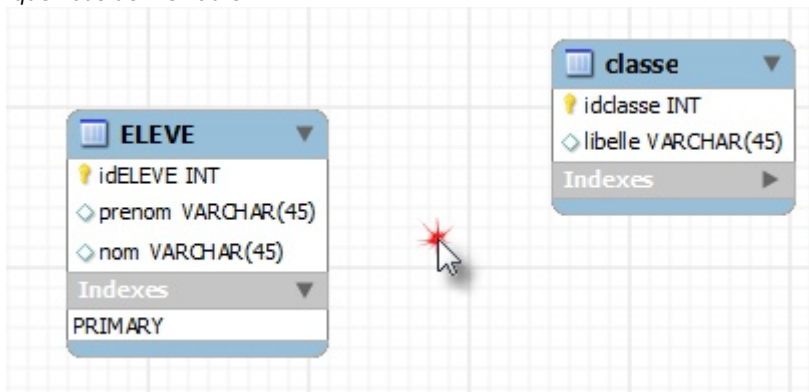 ELEVE
idELEVE INT
prenom VARCHAR(45)
nom VARCHAR(45)
Indexes
PRIMARY
classe
idclasse INT
libelle VARCHAR(45)
Indexes